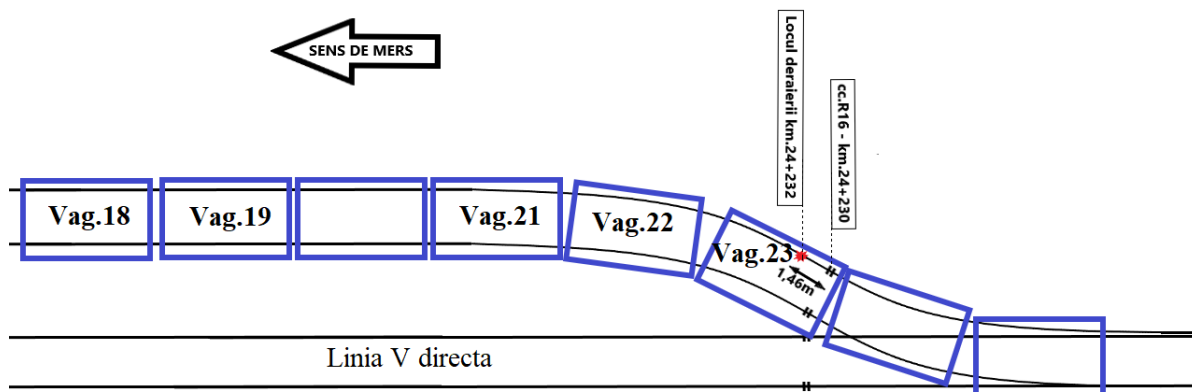 SENS DE MERS
Locul deraierii km.24+232
cc.R16 - km.24+230
Vag.18
Vag.19
Vag.21
Vag.22
Vag.23
1,46m
Linia V directa